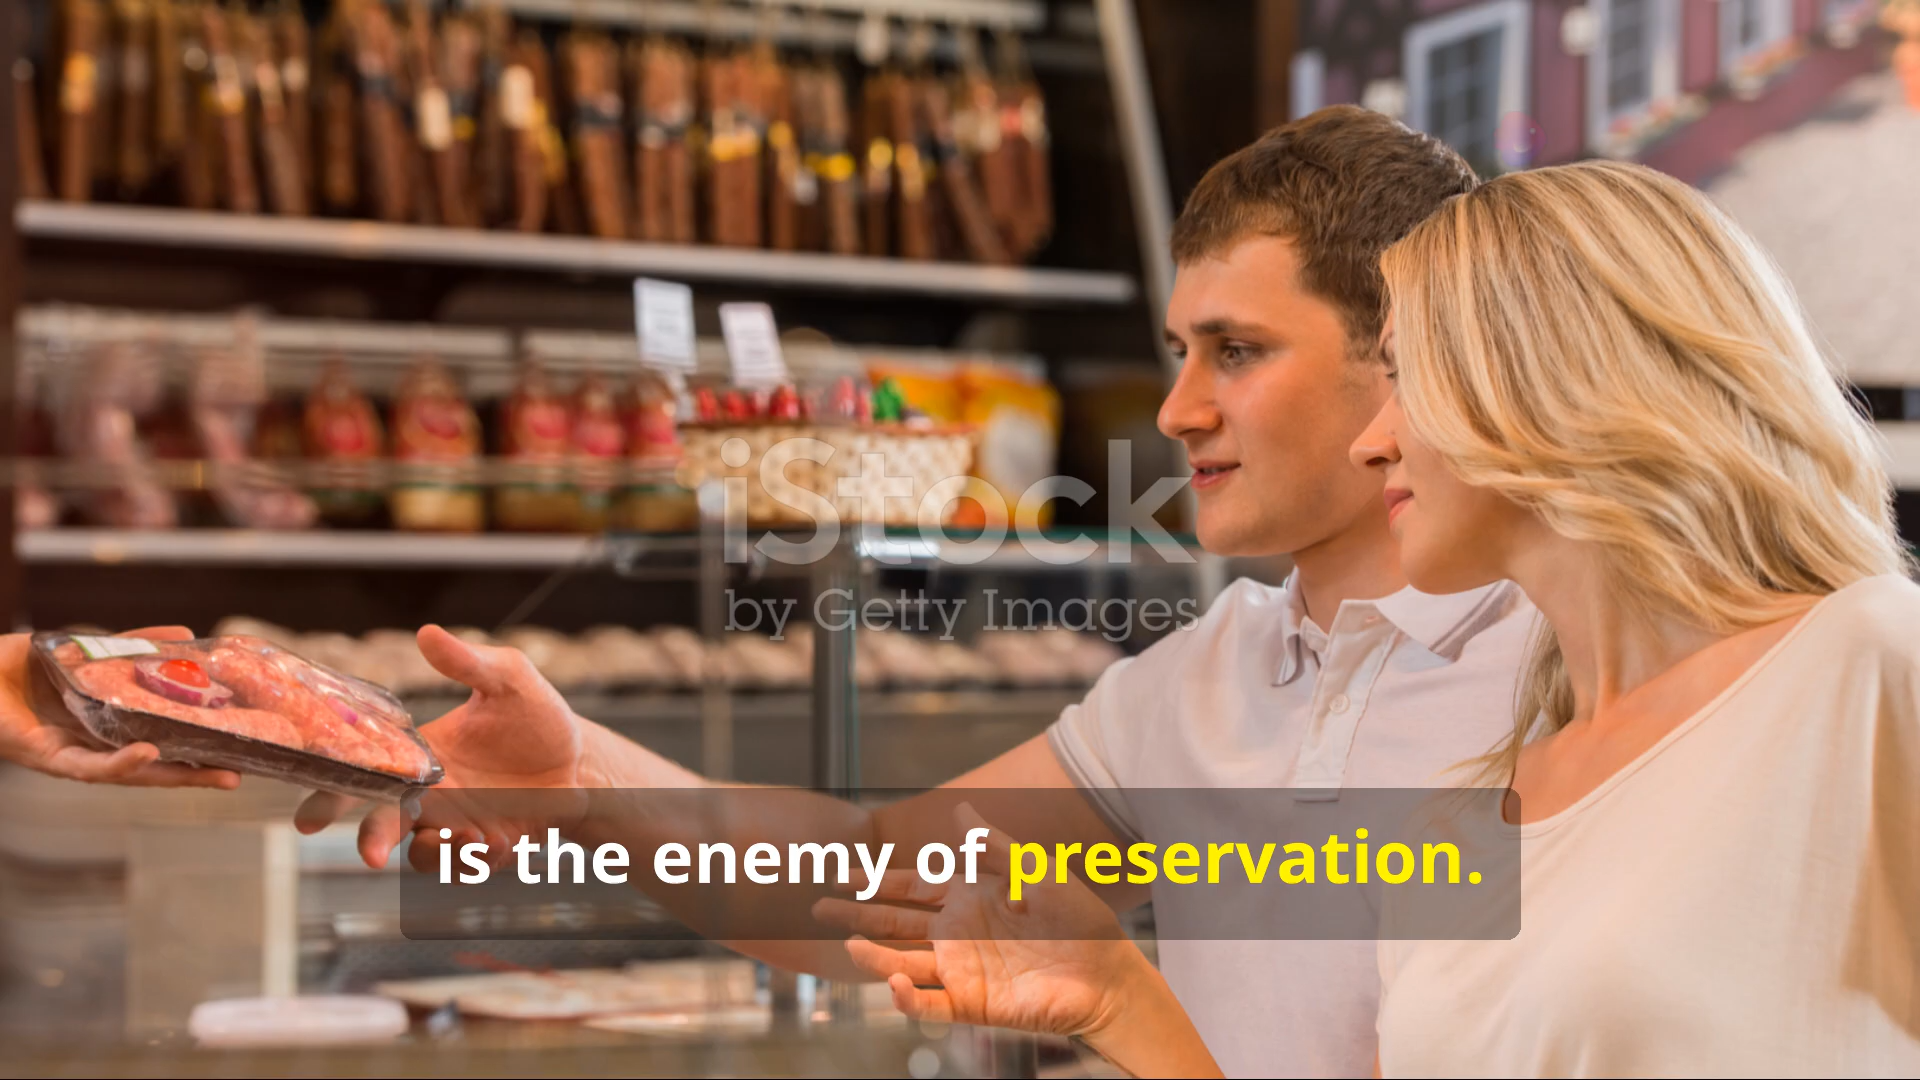 iStock
by Getty Images
is the enemy of preservation.